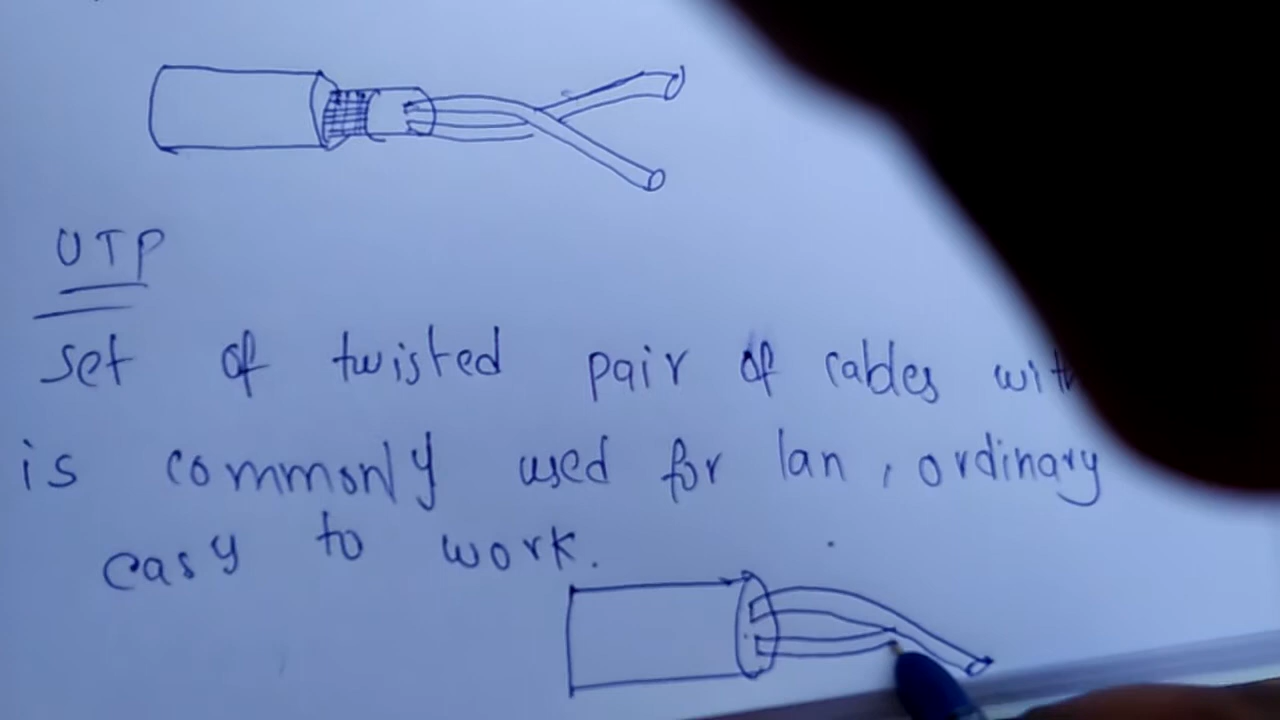 UTP
set of twisted pair of cables
is commonly used for lan, ordinary
easy to work.